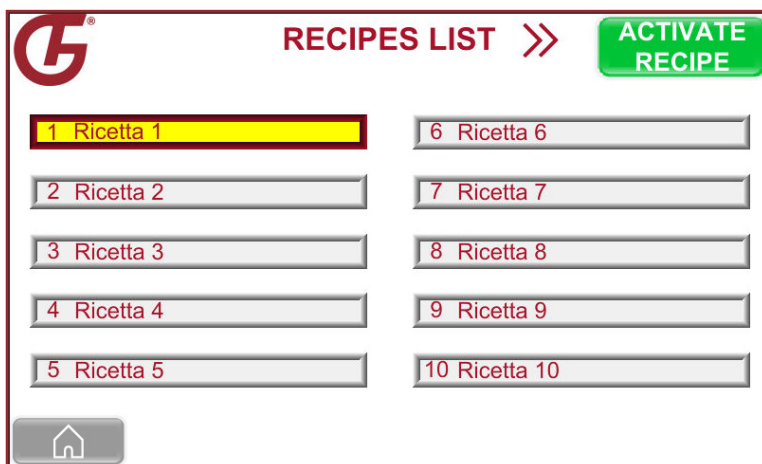 RECIPES LIST
ACTIVATE
RECIPE
1 Ricetta 1
2 Ricetta 2
3 Ricetta 3
4 Ricetta 4
5 Ricetta 5
6 Ricetta 6
7 Ricetta 7
8 Ricetta 8
9 Ricetta 9
10 Ricetta 10